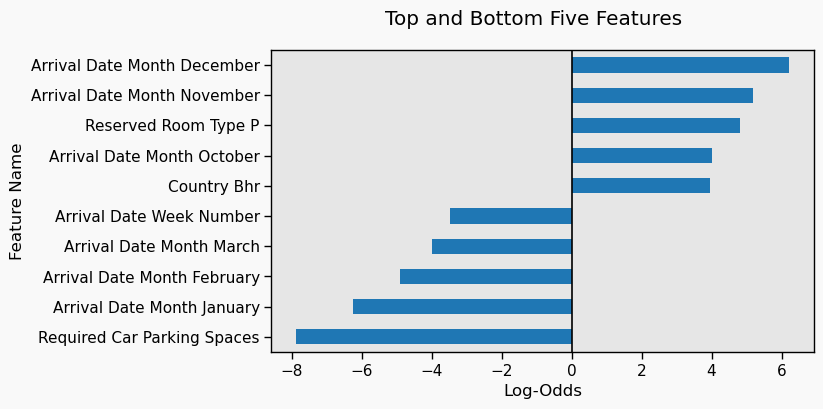 Top and Bottom Five Features
Feature Name
Arrival Date Month December
Arrival Date Month November
Reserved Room Type P
Arrival Date Month October
Country Bhr
Arrival Date Week Number
Arrival Date Month March
Arrival Date Month February
Arrival Date Month January
Required Car Parking Spaces
−8 −6 −4 −2 0 2 4 6
Log-Odds